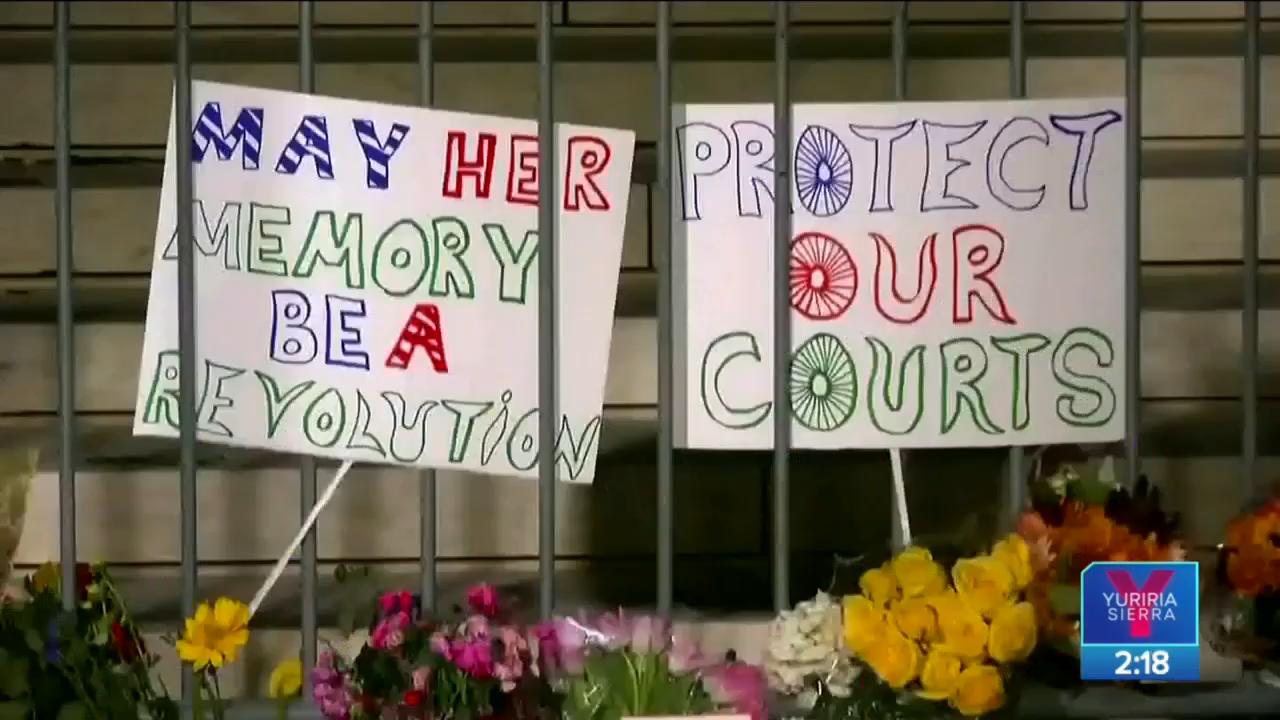 MAY HER
MEMORY
BE A
REVOLUTION
PROTECT
OUR
COURTS
YURIRIA
SIERRA
2:18